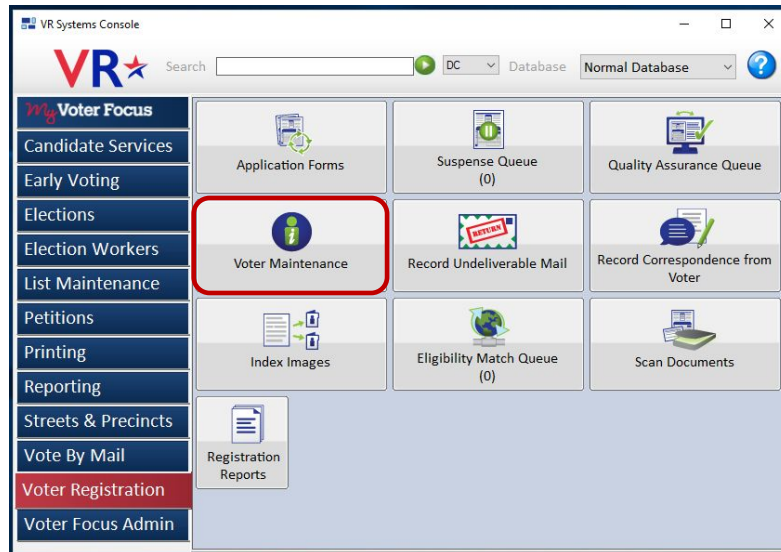 VR Systems Console
VR
Search
DC
Database
Normal Database
?
My Voter Focus
Candidate Services
Early Voting
Elections
Election Workers
List Maintenance
Petitions
Printing
Reporting
Streets & Precincts
Vote By Mail
Voter Registration
Voter Focus Admin
Application Forms
Suspense Queue
(0)
Quality Assurance Queue
Voter Maintenance
RETURN
Record Undeliverable Mail
Record Correspondence from
Voter
Index Images
Eligibility Match Queue
(0)
Scan Documents
Registration
Reports